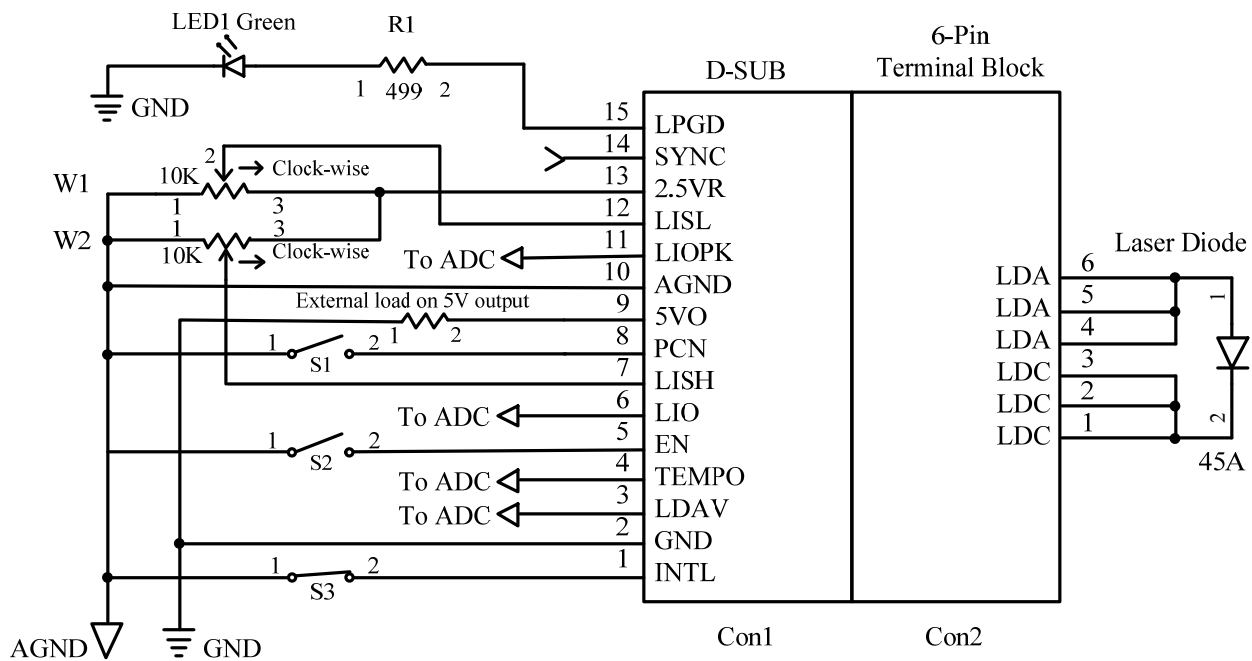 LED1 Green
R1
1 499 2
GND
6-Pin
Terminal Block
D-SUB
15 LPGD
14 SYNC
13 2.5VR
12 LISL
11 LIOPK
10 AGND
9 5VO
8 PCN
7 LISH
6 LIO
5 EN
4 TEMPO
3 LDAV
2 GND
1 INTL
W1
10K
2
Clock-wise
1 3
W2
1 3
10K
Clock-wise
To ADC
External load on 5V output
1 2
1 S1 2
To ADC
1 S2 2
To ADC
To ADC
1 S3 2
AGND
GND
Con1
Con2
Laser Diode
LDA 6
LDA 5
LDA 4
LDC 3
LDC 2
LDC 1
1
2
45A